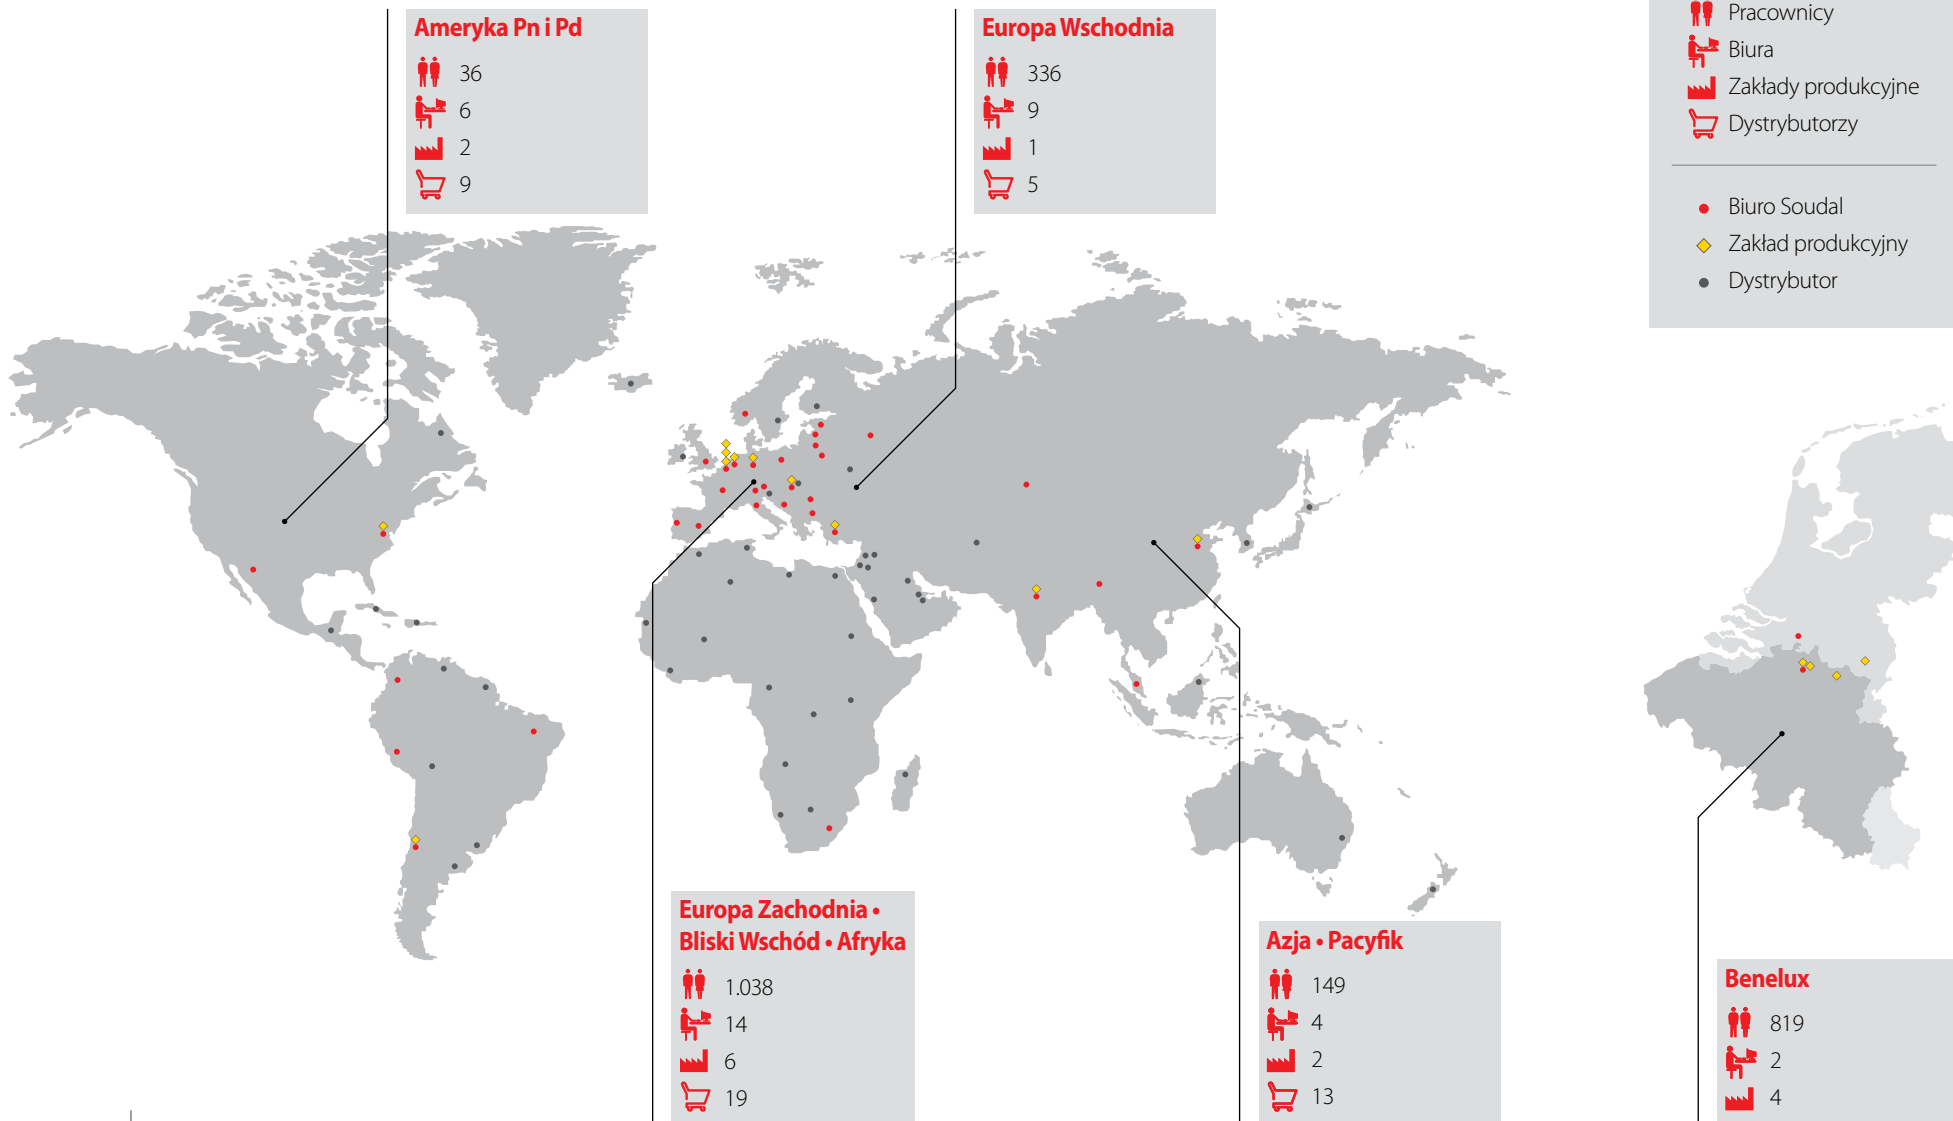 Ameryka Pn i Pd
36
6
2
9
Europa Wschodnia
336
9
1
5
Pracownicy
Biura
Zakłady produkcyjne
Dystrybutorzy
Biuro Soudal
Zakład produkcyjny
Dystrybutor
Europa Zachodnia •
Bliski Wschód • Afryka
1.038
14
6
19
Azja • Pacyfik
149
4
2
13
Benelux
819
2
4